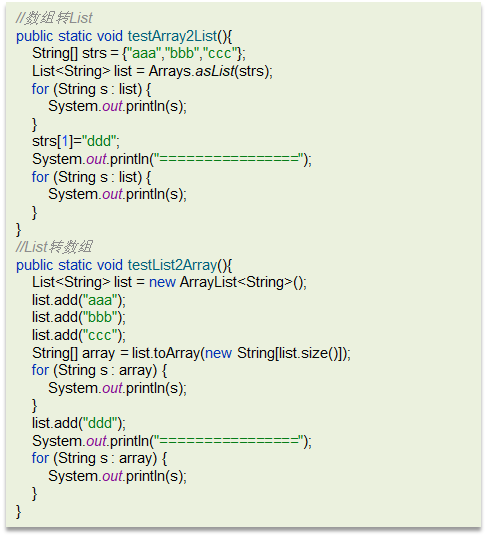 //数组转List
public static void testArray2List(){
    String[] strs = {"aaa","bbb","ccc"};
    List<String> list = Arrays.asList(strs);
    for (String s : list) {
        System.out.println(s);
    }
    strs[1]="ddd";
    System.out.println("================");
    for (String s : list) {
        System.out.println(s);
    }
}
//List转数组
public static void testList2Array(){
    List<String> list = new ArrayList<String>();
    list.add("aaa");
    list.add("bbb");
    list.add("ccc");
    String[] array = list.toArray(new String[list.size()]);
    for (String s : array) {
        System.out.println(s);
    }
    list.add("ddd");
    System.out.println("================");
    for (String s : array) {
        System.out.println(s);
    }
}